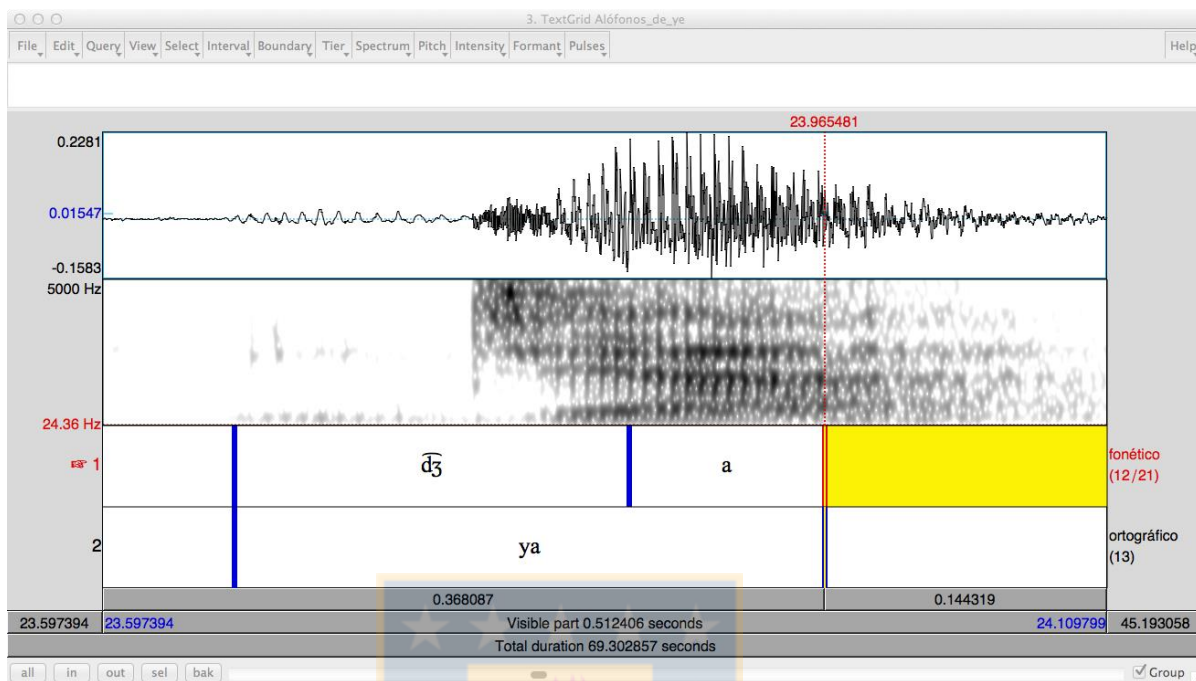 3. TextGrid Alófonos_de_ye
File Edit Query View Select Interval Boundary Tier Spectrum Pitch Intensity Formant Pulses Help
23.965481
0.2281
0.01547
-0.1583
5000 Hz
24.36 Hz
☞ 1 d͡ʒ a fonético
(12/21)
2 ya ortográfico
(13)
0.368087 0.144319
23.597394 23.597394 Visible part 0.512406 seconds 24.109799 45.193058
Total duration 69.302857 seconds
all in out sel bak Group